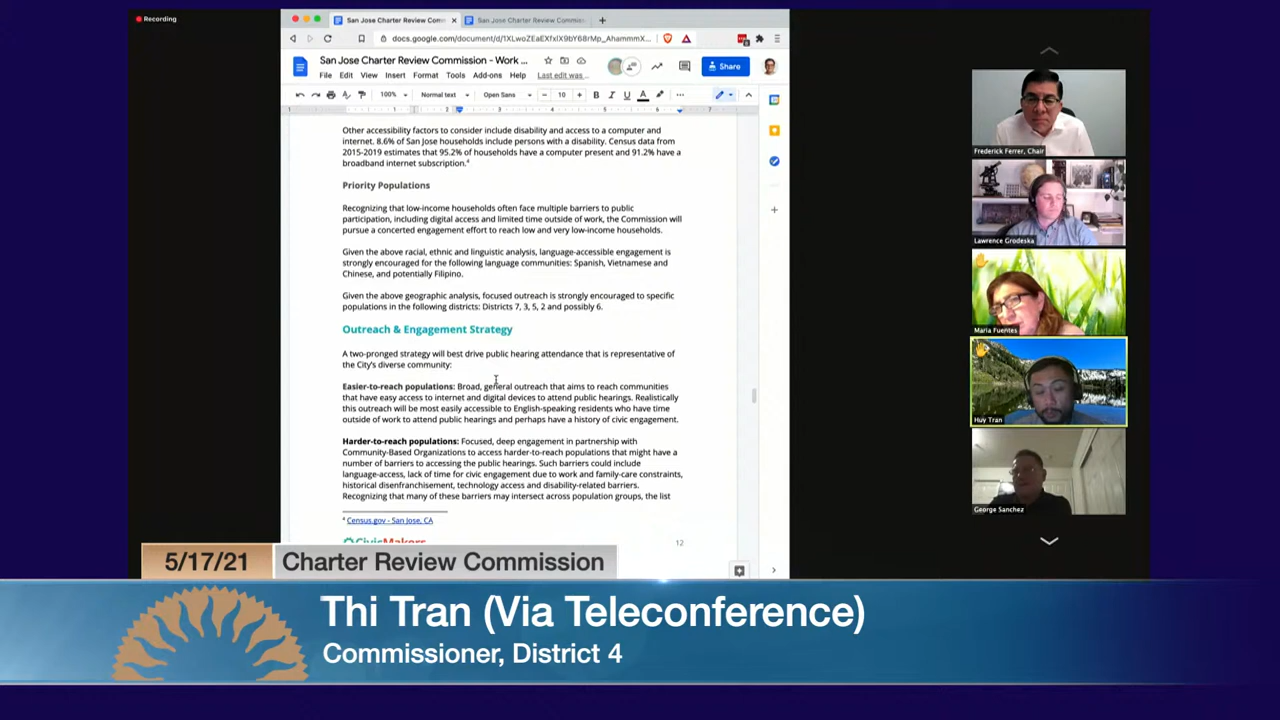 Recording
San Jose Charter Review Com
San Jose Charter Review Commis
docs.google.com/document/d/1XLwoZEaEXfxlX9bY68rMp_AhammmX...
San Jose Charter Review Commission - Work ...
File Edit View Insert Format Tools Add-ons Help Last edit was...
Share
100% Normal text Open Sans 10 B I U A
Other accessibility factors to consider include disability and access to a computer and
internet. 8.6% of San Jose households include persons with a disability. Census data from
2015-2019 estimates that 95.2% of households have a computer present and 91.2% have a
broadband internet subscription.⁴
Priority Populations
Recognizing that low-income households often face multiple barriers to public
participation, including digital access and limited time outside of work, the Commission will
pursue a concerted engagement effort to reach low and very low-income households.
Given the above racial, ethnic and linguistic analysis, language-accessible engagement is
strongly encouraged for the following language communities: Spanish, Vietnamese and
Chinese, and potentially Filipino.
Given the above geographic analysis, focused outreach is strongly encouraged to specific
populations in the following districts: Districts 7, 3, 5, 2 and possibly 6.
Outreach & Engagement Strategy
A two-pronged strategy will best drive public hearing attendance that is representative of
the City's diverse community:
Easier-to-reach populations: Broad, general outreach that aims to reach communities
that have easy access to internet and digital devices to attend public hearings. Realistically
this outreach will be most easily accessible to English-speaking residents who have time
outside of work to attend public hearings and perhaps have a history of civic engagement.
Harder-to-reach populations: Focused, deep engagement in partnership with
Community-Based Organizations to access harder-to-reach populations that might have a
number of barriers to accessing the public hearings. Such barriers could include
language-access, lack of time for civic engagement due to work and family-care constraints,
historical disenfranchisement, technology access and disability-related barriers.
Recognizing that many of these barriers may intersect across population groups, the list
⁴ Census.gov - San Jose, CA
CivicMakers
12
Frederick Ferrer, Chair
Lawrence Grodeska
Maria Fuentes
Huy Tran
George Sanchez
5/17/21 Charter Review Commission
Thi Tran (Via Teleconference)
Commissioner, District 4